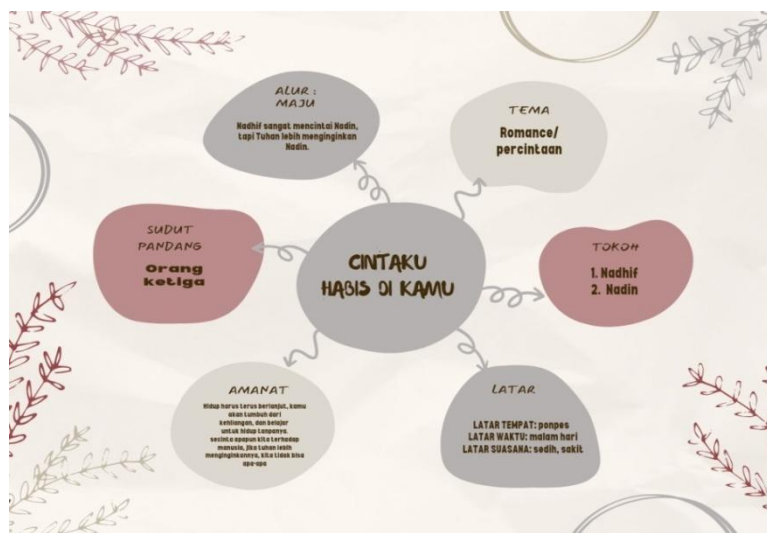 ALUR :
MAJU
Nadhif sangat mencintai Nadin,
tapi Tuhan lebih menginginkan
Nadin.
TEMA
Romance/
percintaan
SUDUT
PANDANG
Orang
ketiga
CINTAKU
HABIS DI KAMU
TOKOH
1. Nadhif
2. Nadin
AMANAT
Hidup harus terus berlanjut, kamu
akan tumbuh dari
kehilangan, dan belajar
untuk hidup tanpanya.
secinta apapun kita terhadap
manusia, jika tuhan lebih
menginginkannya, kita tidak bisa
apa-apa
LATAR
LATAR TEMPAT: ponpes
LATAR WAKTU: malam hari
LATAR SUASANA: sedih, sakit